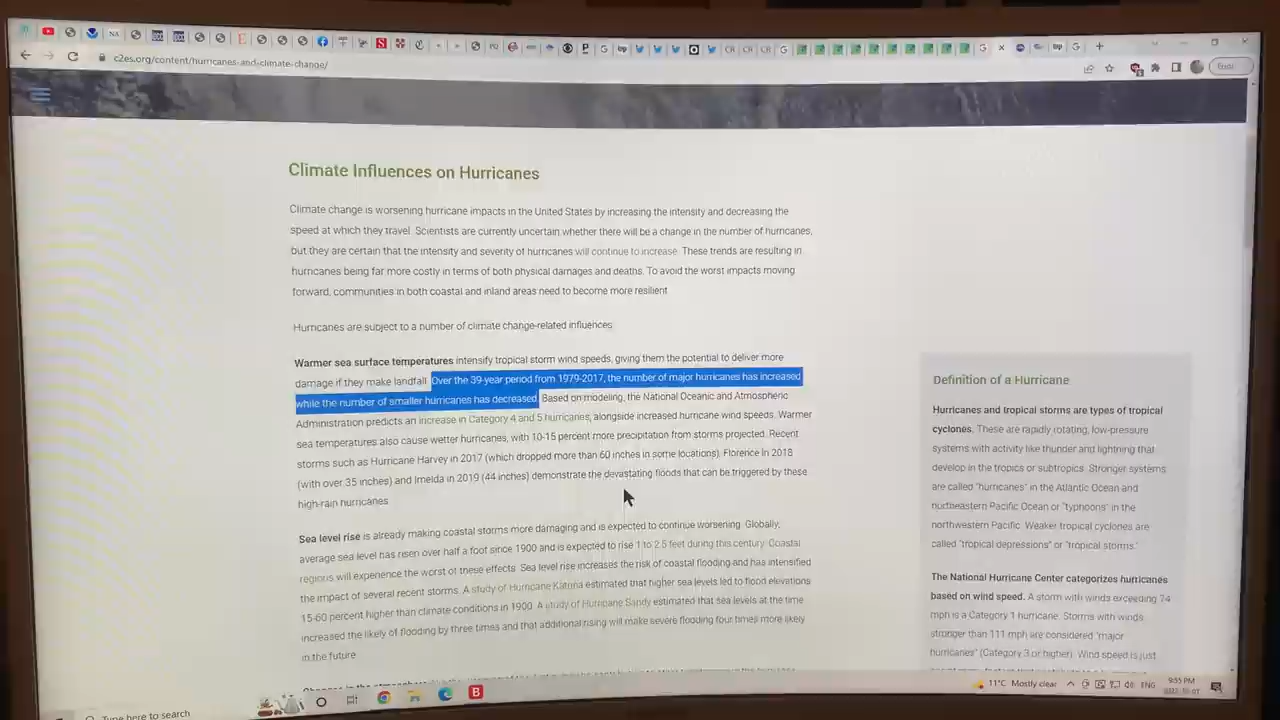 c2es.org/content/hurricanes-and-climate-change/
Climate Influences on Hurricanes
Climate change is worsening hurricane impacts in the United States by increasing the intensity and decreasing the
speed at which they travel. Scientists are currently uncertain whether there will be a change in the number of hurricanes,
but they are certain that the intensity and severity of hurricanes will continue to increase. These trends are resulting in
hurricanes being far more costly in terms of both physical damages and deaths. To avoid the worst impacts moving
forward, communities in both coastal and inland areas need to become more resilient.
Hurricanes are subject to a number of climate change-related influences:
Warmer sea surface temperatures intensify tropical storm wind speeds, giving them the potential to deliver more
damage if they make landfall. Over the 39-year period from 1979-2017, the number of major hurricanes has increased
while the number of smaller hurricanes has decreased. Based on modeling, the National Oceanic and Atmospheric
Administration predicts an increase in Category 4 and 5 hurricanes, alongside increased hurricane wind speeds. Warmer
sea temperatures also cause wetter hurricanes, with 10-15 percent more precipitation from storms projected. Recent
storms such as Hurricane Harvey in 2017 (which dropped more than 60 inches in some locations), Florence in 2018
(with over 35 inches) and Imelda in 2019 (44 inches) demonstrate the devastating floods that can be triggered by these
high-rain hurricanes.
Sea level rise is already making coastal storms more damaging and is expected to continue worsening. Globally,
average sea level has risen over half a foot since 1900 and is expected to rise 1 to 2.5 feet during this century. Coastal
regions will experience the worst of these effects. Sea level rise increases the risk of coastal flooding and has intensified
the impact of several recent storms. A study of Hurricane Katrina estimated that higher sea levels led to flood elevations
15-60 percent higher than climate conditions in 1900. A study of Hurricane Sandy estimated that sea levels at the time
increased the likely of flooding by three times and that additional rising will make severe flooding four times more likely
in the future.
Definition of a Hurricane
Hurricanes and tropical storms are types of tropical
cyclones. These are rapidly rotating, low-pressure
systems with activity like thunder and lightning that
develop in the tropics or subtropics. Stronger systems
are called "hurricanes" in the Atlantic Ocean and
northeastern Pacific Ocean or "typhoons" in the
northwestern Pacific. Weaker tropical cyclones are
called "tropical depressions" or "tropical storms."
The National Hurricane Center categorizes hurricanes
based on wind speed. A storm with winds exceeding 74
mph is a Category 1 hurricane. Storms with winds
stronger than 111 mph are considered "major
hurricanes" (Category 3 or higher). Wind speed is just
Type here to search
11°C Mostly clear
ENG
9:55 PM